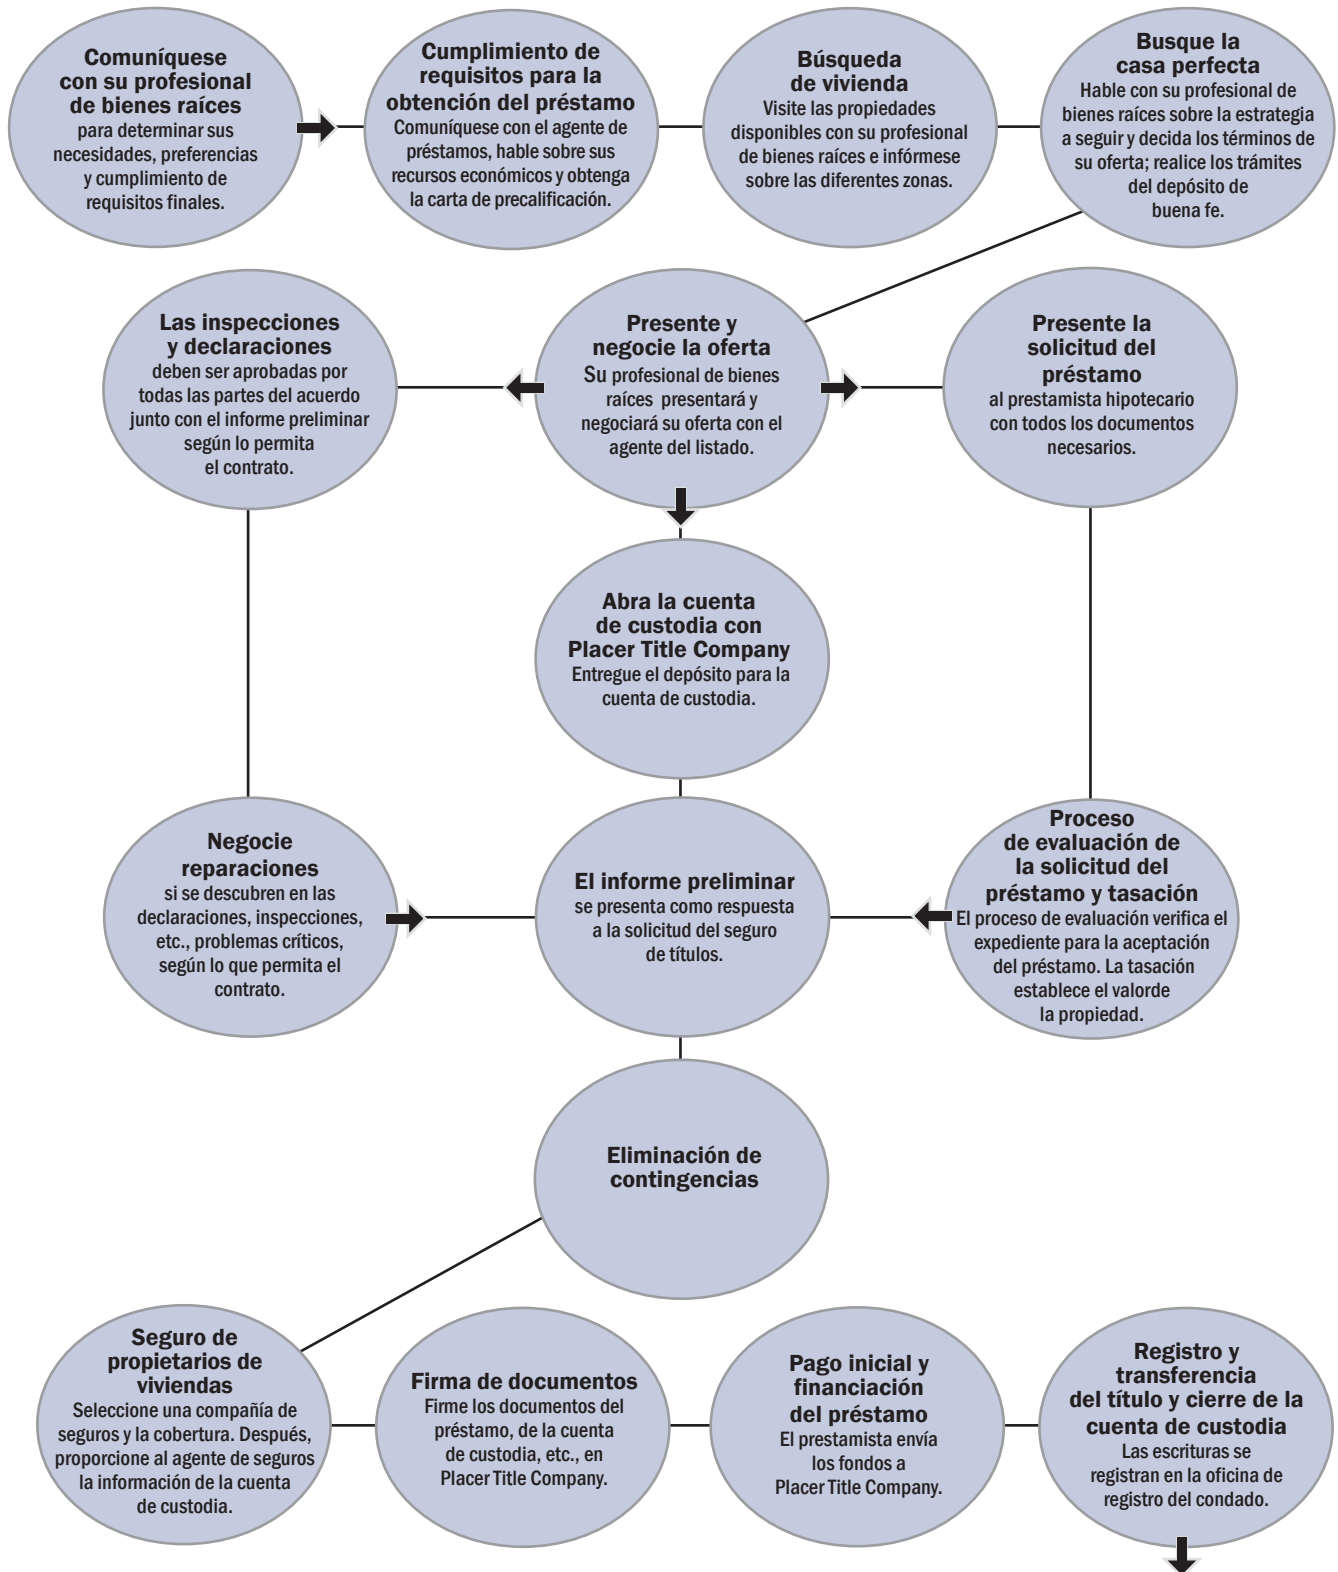 Comuníquese
con su profesional
de bienes raíces
para determinar sus
necesidades, preferencias
y cumplimiento de
requisitos finales.
Cumplimiento de
requisitos para la
obtención del préstamo
Comuníquese con el agente de
préstamos, hable sobre sus
recursos económicos y obtenga
la carta de precalificación.
Búsqueda
de vivienda
Visite las propiedades
disponibles con su profesional
de bienes raíces e infórmese
sobre las diferentes zonas.
Busque la
casa perfecta
Hable con su profesional de
bienes raíces sobre la estrategia
a seguir y decida los términos de
su oferta; realice los trámites
del depósito de
buena fe.
Las inspecciones
y declaraciones
deben ser aprobadas por
todas las partes del acuerdo
junto con el informe preliminar
según lo permita
el contrato.
Presente y
negocie la oferta
Su profesional de bienes
raíces presentará y
negociará su oferta con el
agente del listado.
Presente la
solicitud del
préstamo
al prestamista hipotecario
con todos los documentos
necesarios.
Abra la cuenta
de custodia con
Placer Title Company
Entregue el depósito para la
cuenta de custodia.
Negocie
reparaciones
si se descubren en las
declaraciones, inspecciones,
etc., problemas críticos,
según lo que permita el
contrato.
El informe preliminar
se presenta como respuesta
a la solicitud del seguro
de títulos.
Proceso
de evaluación de
la solicitud del
préstamo y tasación
El proceso de evaluación verifica el
expediente para la aceptación
del préstamo. La tasación
establece el valorde
la propiedad.
Eliminación de
contingencias
Seguro de
propietarios de
viviendas
Seleccione una compañía de
seguros y la cobertura. Después,
proporcione al agente de seguros
la información de la cuenta
de custodia.
Firma de documentos
Firme los documentos del
préstamo, de la cuenta
de custodia, etc., en
Placer Title Company.
Pago inicial y
financiación
del préstamo
El prestamista envía
los fondos a
Placer Title Company.
Registro y
transferencia
del título y cierre de la
cuenta de custodia
Las escrituras se
registran en la oficina de
registro del condado.